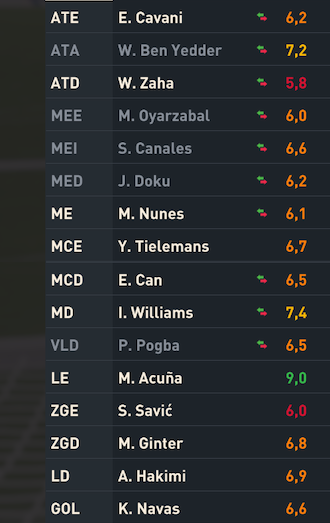 ATE E. Cavani 6,2
ATA W. Ben Yedder 7,2
ATD W. Zaha 5,8
MEE M. Oyarzabal 6,0
MEI S. Canales 6,6
MED J. Doku 6,2
ME M. Nunes 6,1
MCE Y. Tielemans 6,7
MCD E. Can 6,5
MD I. Williams 7,4
VLD P. Pogba 6,5
LE M. Acuña 9,0
ZGE S. Savić 6,0
ZGD M. Ginter 6,8
LD A. Hakimi 6,9
GOL K. Navas 6,6